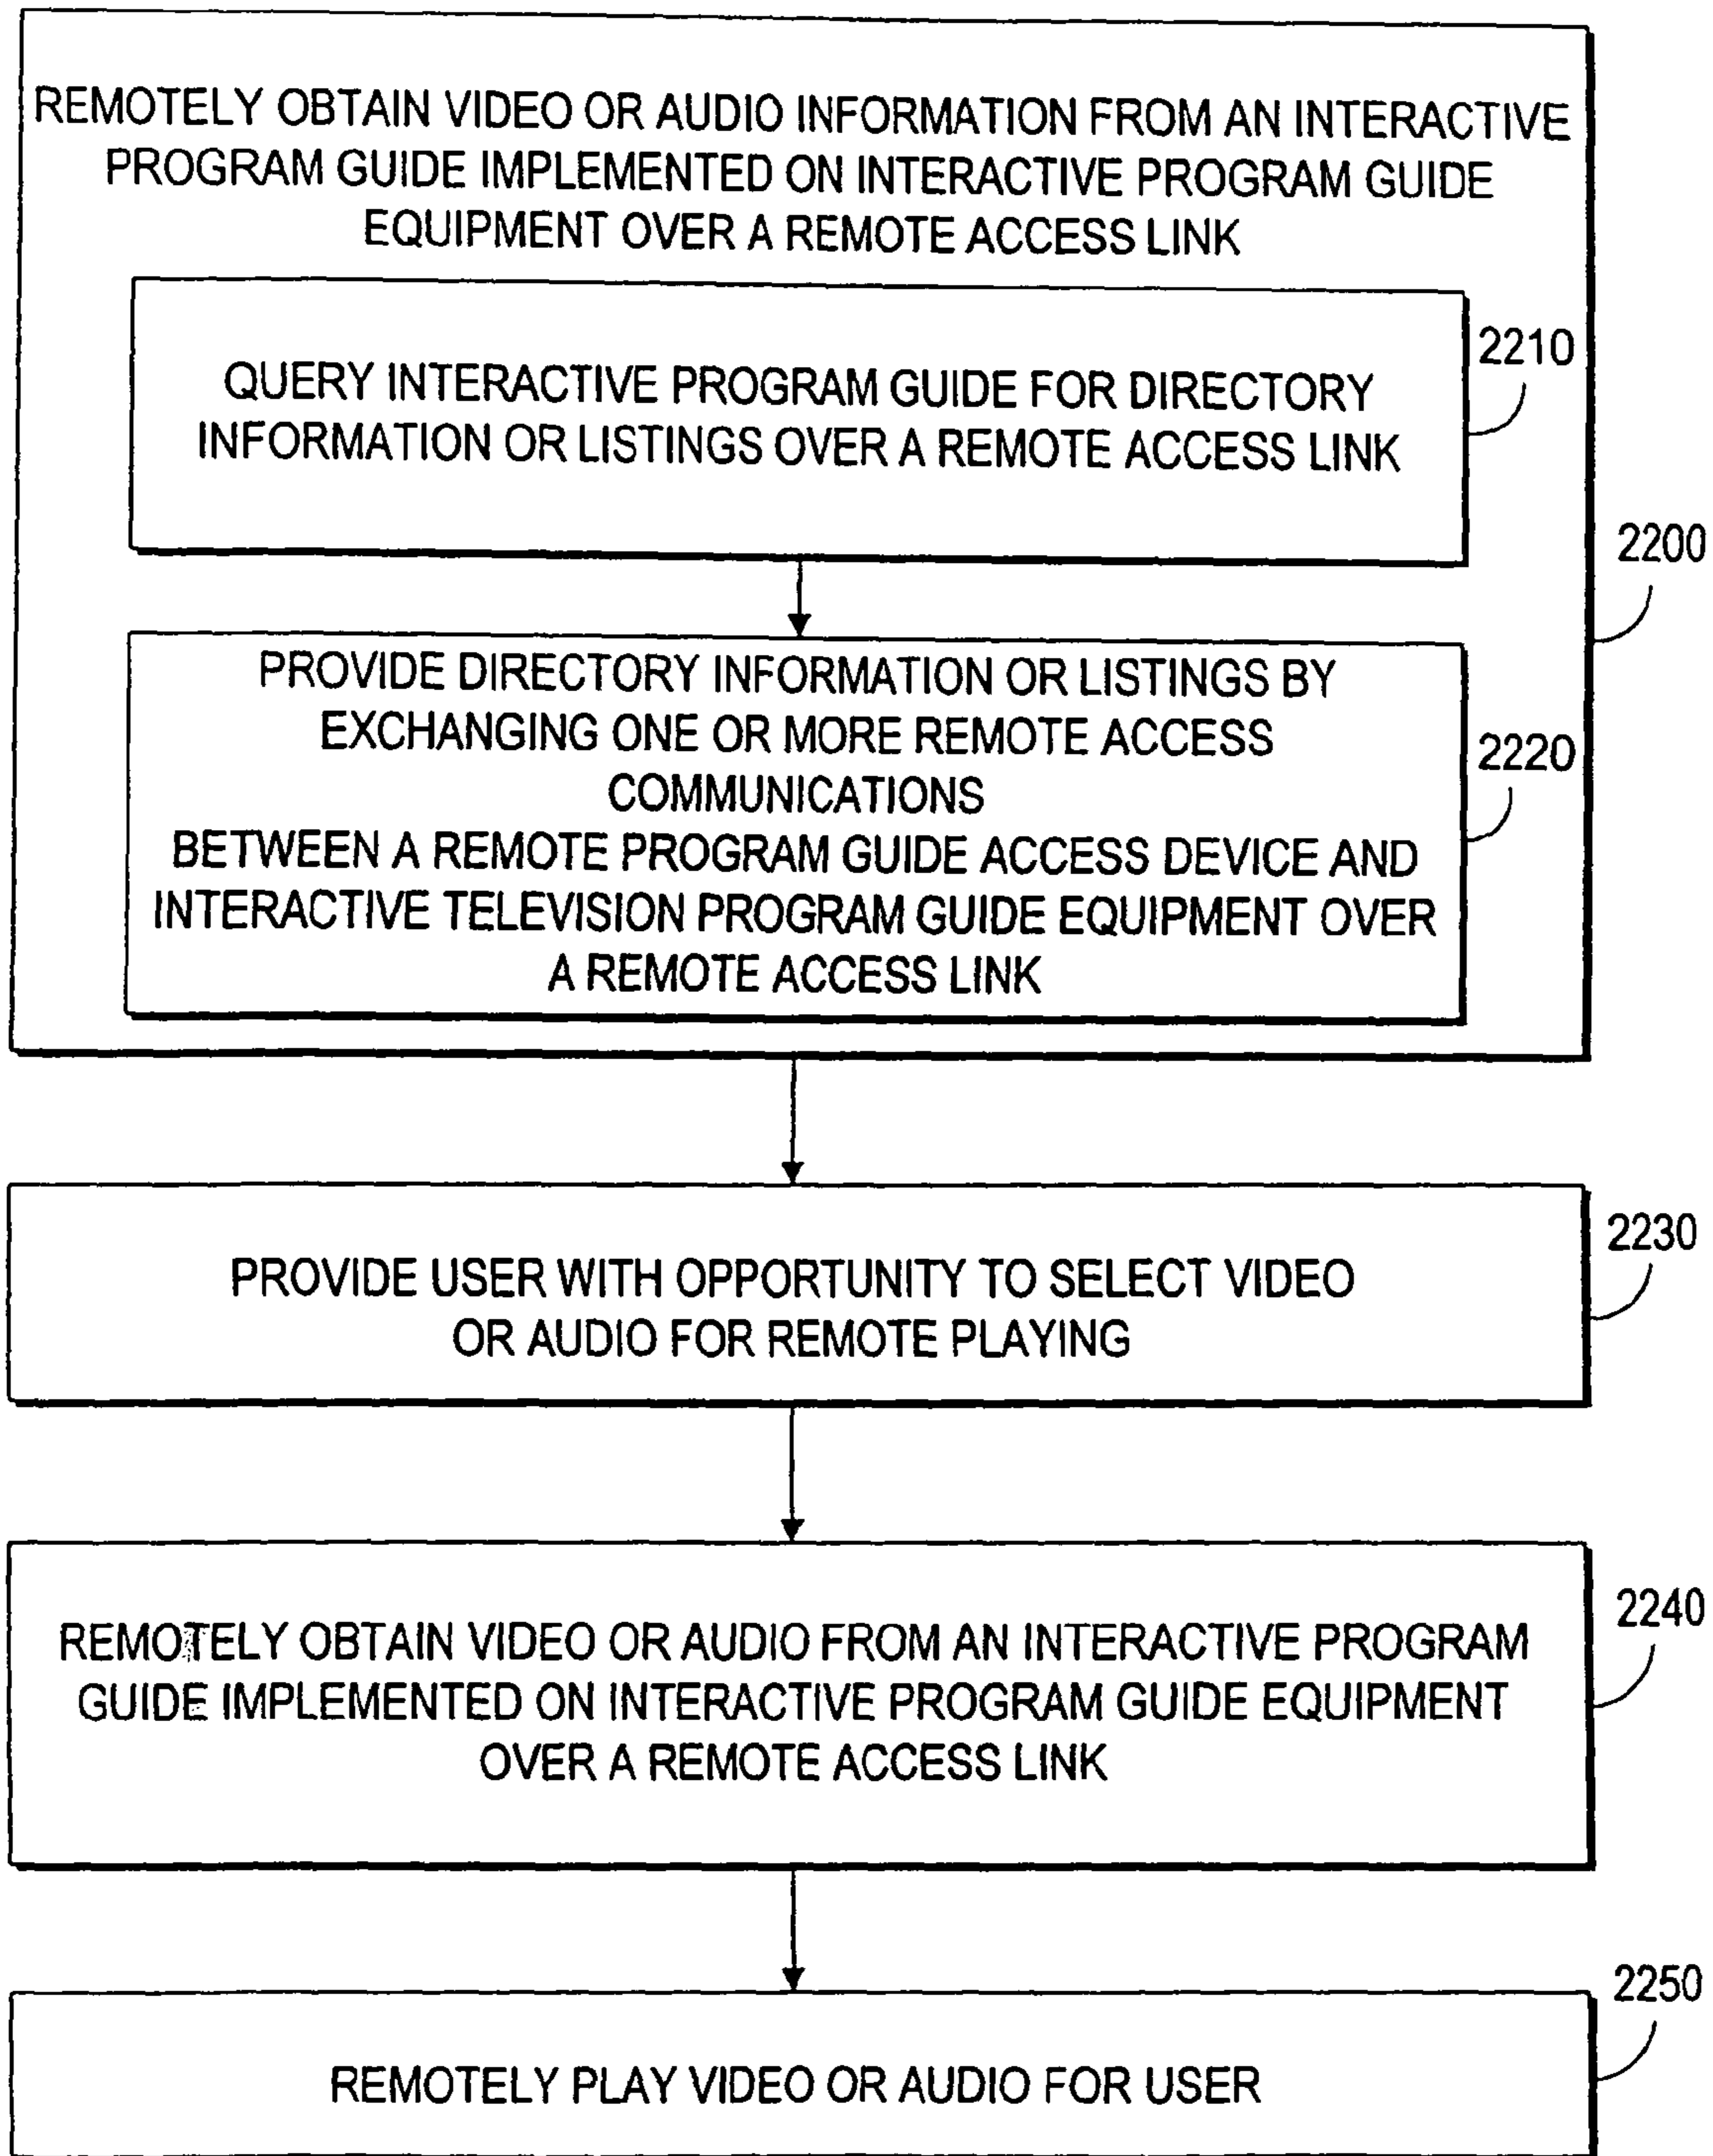 REMOTELY OBTAIN VIDEO OR AUDIO INFORMATION FROM AN INTERACTIVE
PROGRAM GUIDE IMPLEMENTED ON INTERACTIVE PROGRAM GUIDE
EQUIPMENT OVER A REMOTE ACCESS LINK
2210
QUERY INTERACTIVE PROGRAM GUIDE FOR DIRECTORY
INFORMATION OR LISTINGS OVER A REMOTE ACCESS LINK
2200
PROVIDE DIRECTORY INFORMATION OR LISTINGS BY
EXCHANGING ONE OR MORE REMOTE ACCESS
2220
COMMUNICATIONS
BETWEEN A REMOTE PROGRAM GUIDE ACCESS DEVICE AND
INTERACTIVE TELEVISION PROGRAM GUIDE EQUIPMENT OVER
A REMOTE ACCESS LINK
2230
PROVIDE USER WITH OPPORTUNITY TO SELECT VIDEO
OR AUDIO FOR REMOTE PLAYING
2240
REMOTELY OBTAIN VIDEO OR AUDIO FROM AN INTERACTIVE PROGRAM
GUIDE IMPLEMENTED ON INTERACTIVE PROGRAM GUIDE EQUIPMENT
OVER A REMOTE ACCESS LINK
2250
REMOTELY PLAY VIDEO OR AUDIO FOR USER